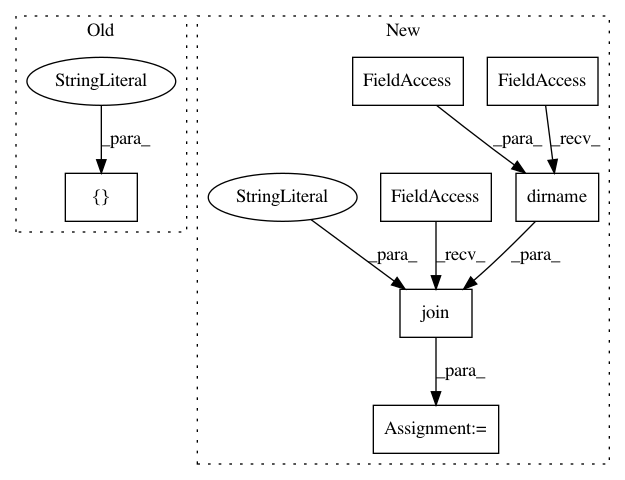 Old
New
StringLiteral
FieldAccess
FieldAccess
_para_
_para_
_recv_
{}
StringLiteral
FieldAccess
dirname
_para_
_recv_
_para_
join
_para_
Assignment:=